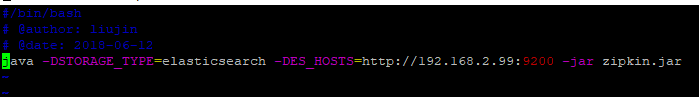 #/bin/bash
# @author: liujin
# @date: 2018-06-12
java -DSTORAGE_TYPE=elasticsearch -DES_HOSTS=http://192.168.2.99:9200 -jar zipkin.jar
~
~